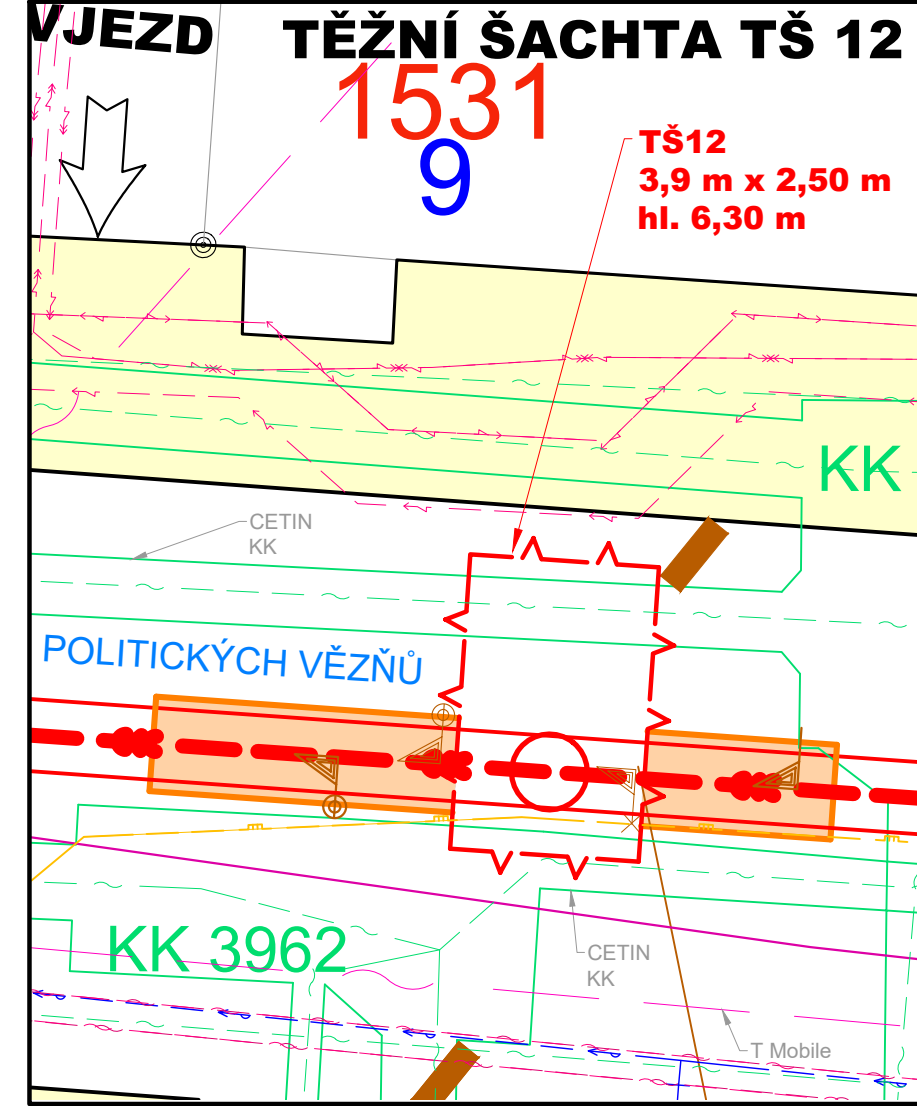 VJEZD
TĚŽNÍ ŠACHTA TŠ 12
1531
9
TŠ12
3,9 m x 2,50 m
hl. 6,30 m
KK
CETIN
KK
POLITICKÝCH VĚZŇŮ
KK 3962
CETIN
KK
T Mobile